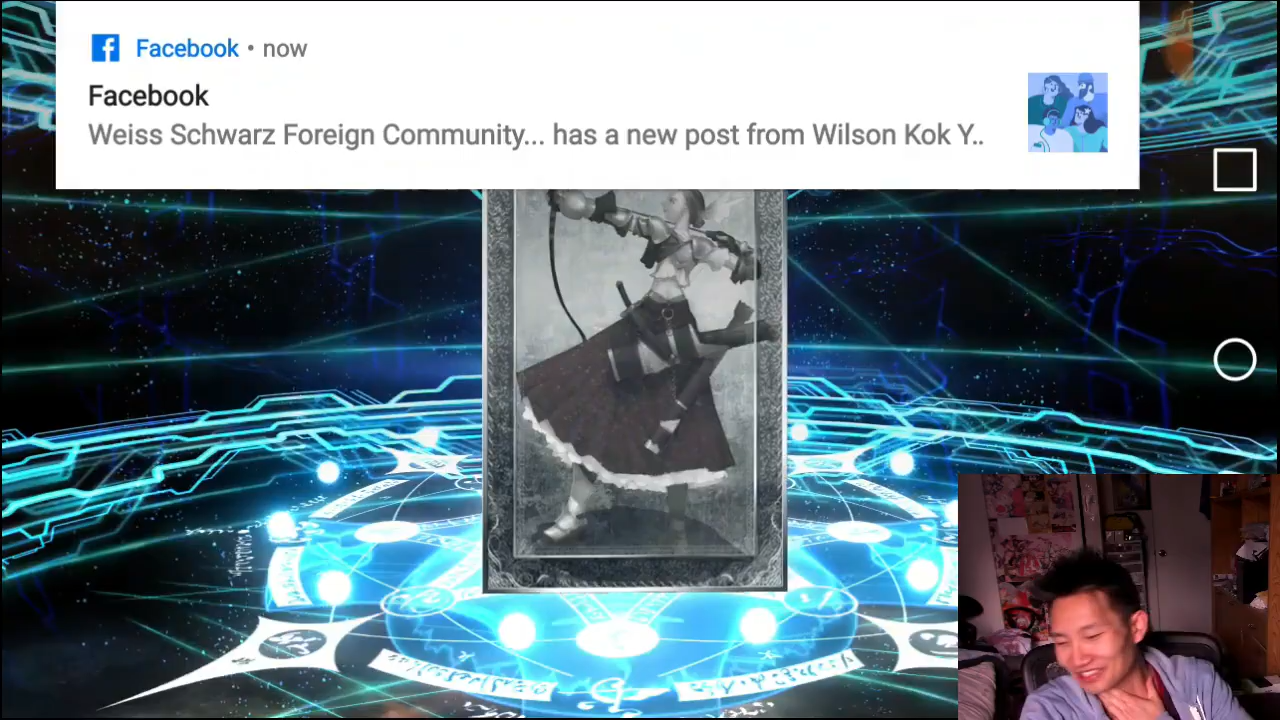 Facebook • now
Facebook
Weiss Schwarz Foreign Community... has a new post from Wilson Kok Y..